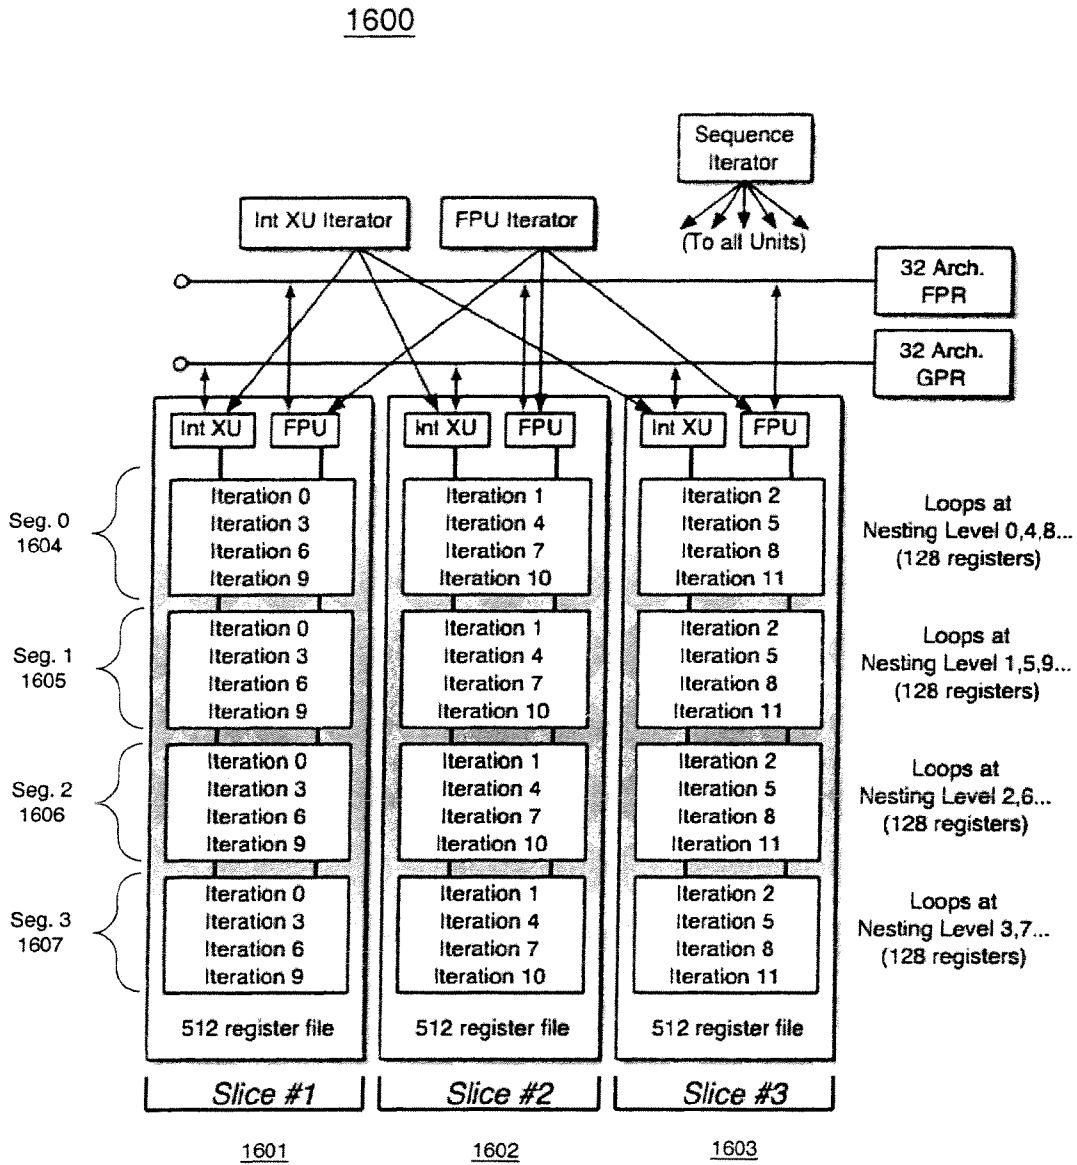 1600
Sequence
Iterator
Int XU Iterator
FPU Iterator
(To all Units)
32 Arch.
FPR
32 Arch.
GPR
Int XU
FPU
Int XU
FPU
Int XU
FPU
Seg. 0
1604
Iteration 0
Iteration 3
Iteration 6
Iteration 9
Iteration 1
Iteration 4
Iteration 7
Iteration 10
Iteration 2
Iteration 5
Iteration 8
Iteration 11
Loops at
Nesting Level 0,4,8...
(128 registers)
Seg. 1
1605
Iteration 0
Iteration 3
Iteration 6
Iteration 9
Iteration 1
Iteration 4
Iteration 7
Iteration 10
Iteration 2
Iteration 5
Iteration 8
Iteration 11
Loops at
Nesting Level 1,5,9...
(128 registers)
Seg. 2
1606
Iteration 0
Iteration 3
Iteration 6
Iteration 9
Iteration 1
Iteration 4
Iteration 7
Iteration 10
Iteration 2
Iteration 5
Iteration 8
Iteration 11
Loops at
Nesting Level 2,6...
(128 registers)
Seg. 3
1607
Iteration 0
Iteration 3
Iteration 6
Iteration 9
Iteration 1
Iteration 4
Iteration 7
Iteration 10
Iteration 2
Iteration 5
Iteration 8
Iteration 11
Loops at
Nesting Level 3,7...
(128 registers)
512 register file
512 register file
512 register file
Slice #1
Slice #2
Slice #3
1601
1602
1603